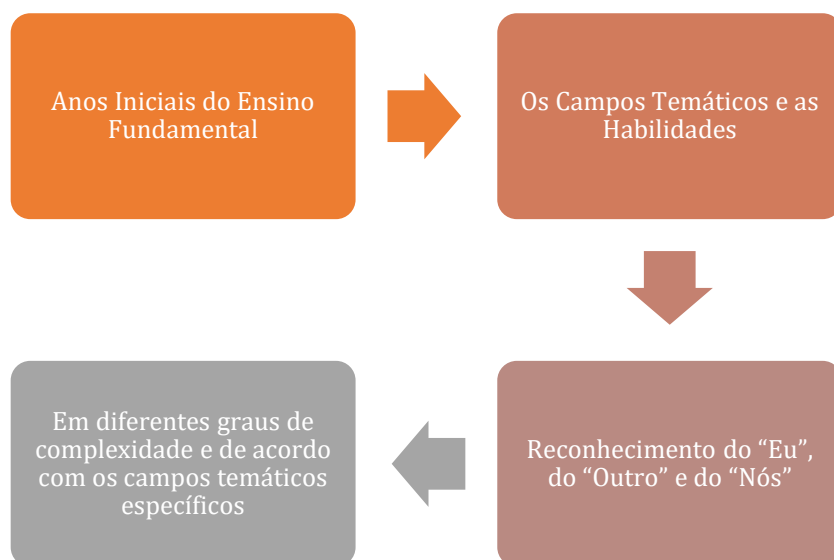 Anos Iniciais do Ensino
Fundamental
Os Campos Temáticos e as
Habilidades
Reconhecimento do “Eu”,
do “Outro” e do “Nós”
Em diferentes graus de
complexidade e de acordo
com os campos temáticos
específicos